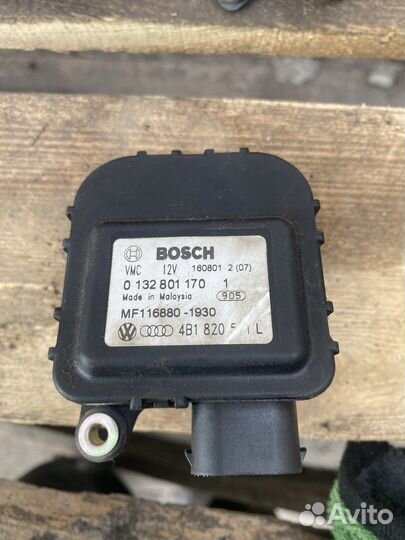 BOSCH
VMC 12V 160801 2 (07)
0 132 801 170 1
Made in Malaysia 905
MF116880-1930
4B1 820 L
Avito